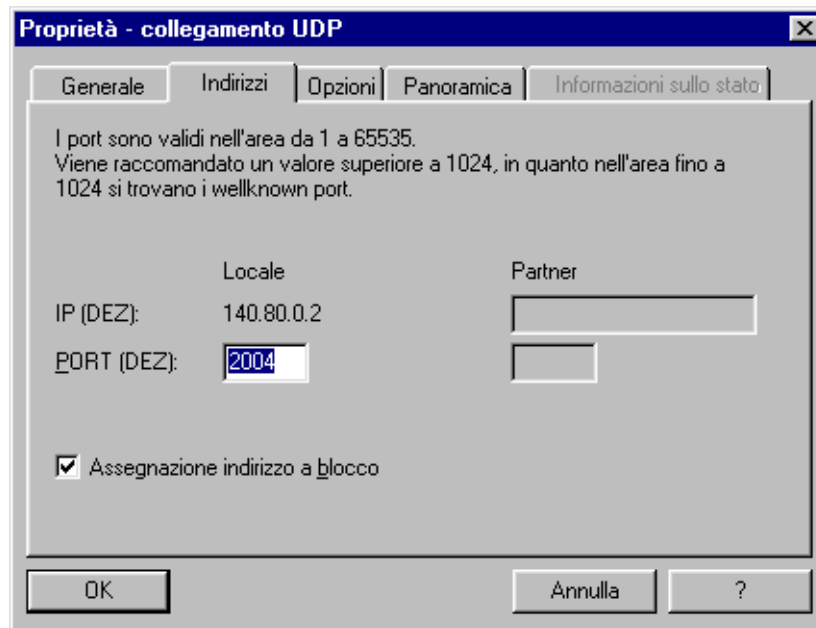 Proprietà - collegamento UDP
Generale Indirizzi Opzioni Panoramica Informazioni sullo stato
I port sono validi nell'area da 1 a 65535.
Viene raccomandato un valore superiore a 1024, in quanto nell'area fino a
1024 si trovano i wellknown port.
Locale Partner
IP (DEZ): 140.80.0.2
PORT (DEZ): 2004
Assegnazione indirizzo a blocco
OK Annulla ?